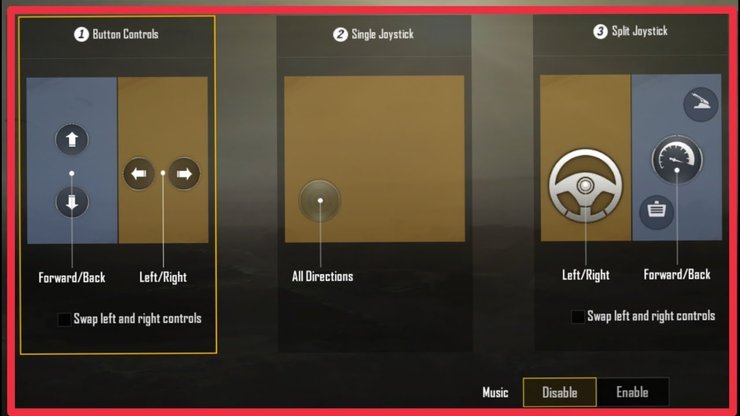 1 Button Controls
2 Single Joystick
3 Split Joystick
Forward/Back
Left/Right
All Directions
Left/Right
Forward/Back
Swap left and right controls
Swap left and right controls
Music
Disable
Enable